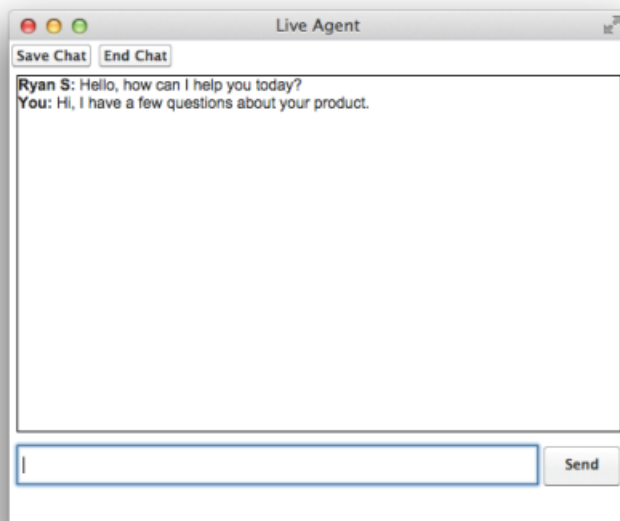 Live Agent
Save Chat End Chat
Ryan S: Hello, how can I help you today?
You: Hi, I have a few questions about your product.
Send